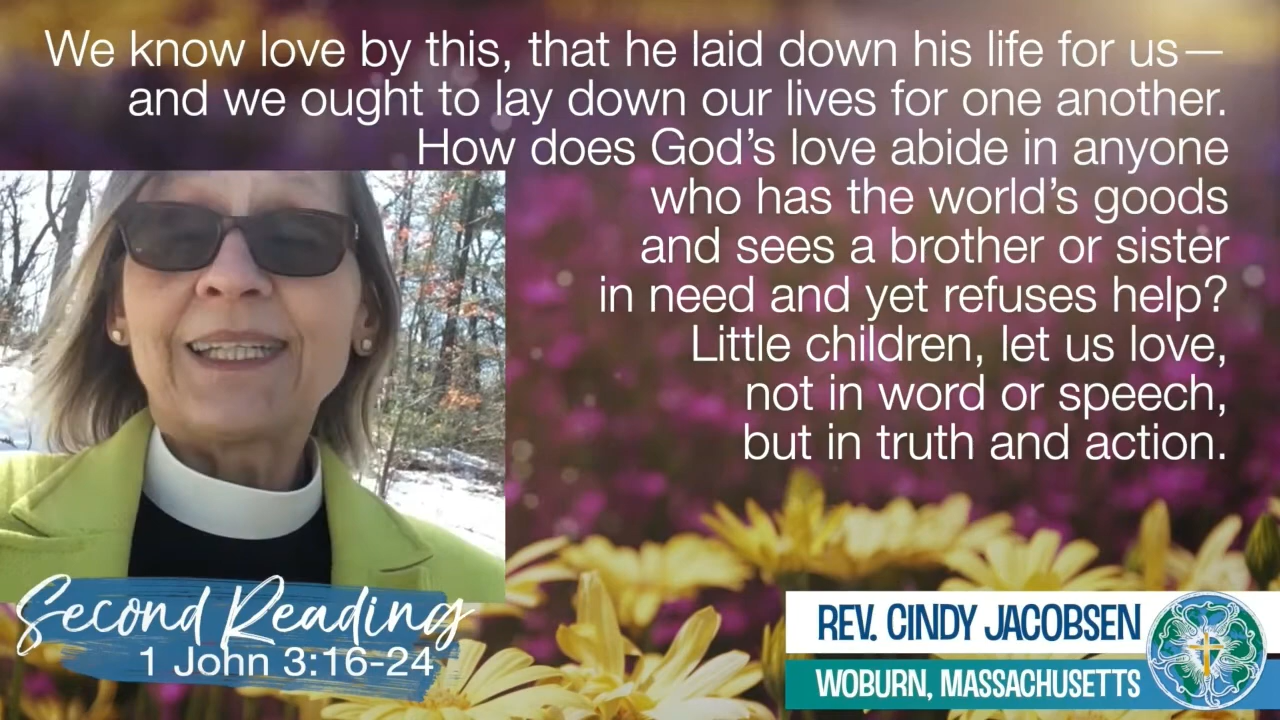 We know love by this, that he laid down his life for us—
and we ought to lay down our lives for one another.
How does God’s love abide in anyone
who has the world’s goods
and sees a brother or sister
in need and yet refuses help?
Little children, let us love,
not in word or speech,
but in truth and action.
Second Reading
1 John 3:16-24
REV. CINDY JACOBSEN
WOBURN, MASSACHUSETTS